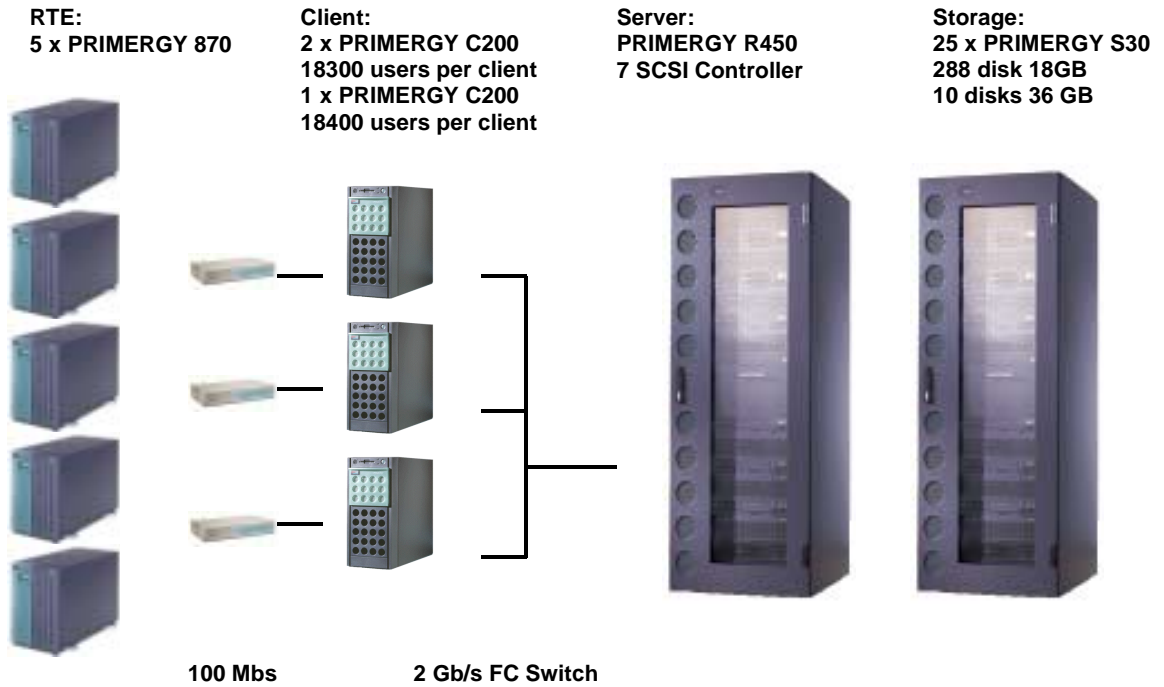 RTE:
5 x PRIMERGY 870
Client:
2 x PRIMERGY C200
18300 users per client
1 x PRIMERGY C200
18400 users per client
Server:
PRIMERGY R450
7 SCSI Controller
Storage:
25 x PRIMERGY S30
288 disk 18GB
10 disks 36 GB
100 Mbs
2 Gb/s FC Switch